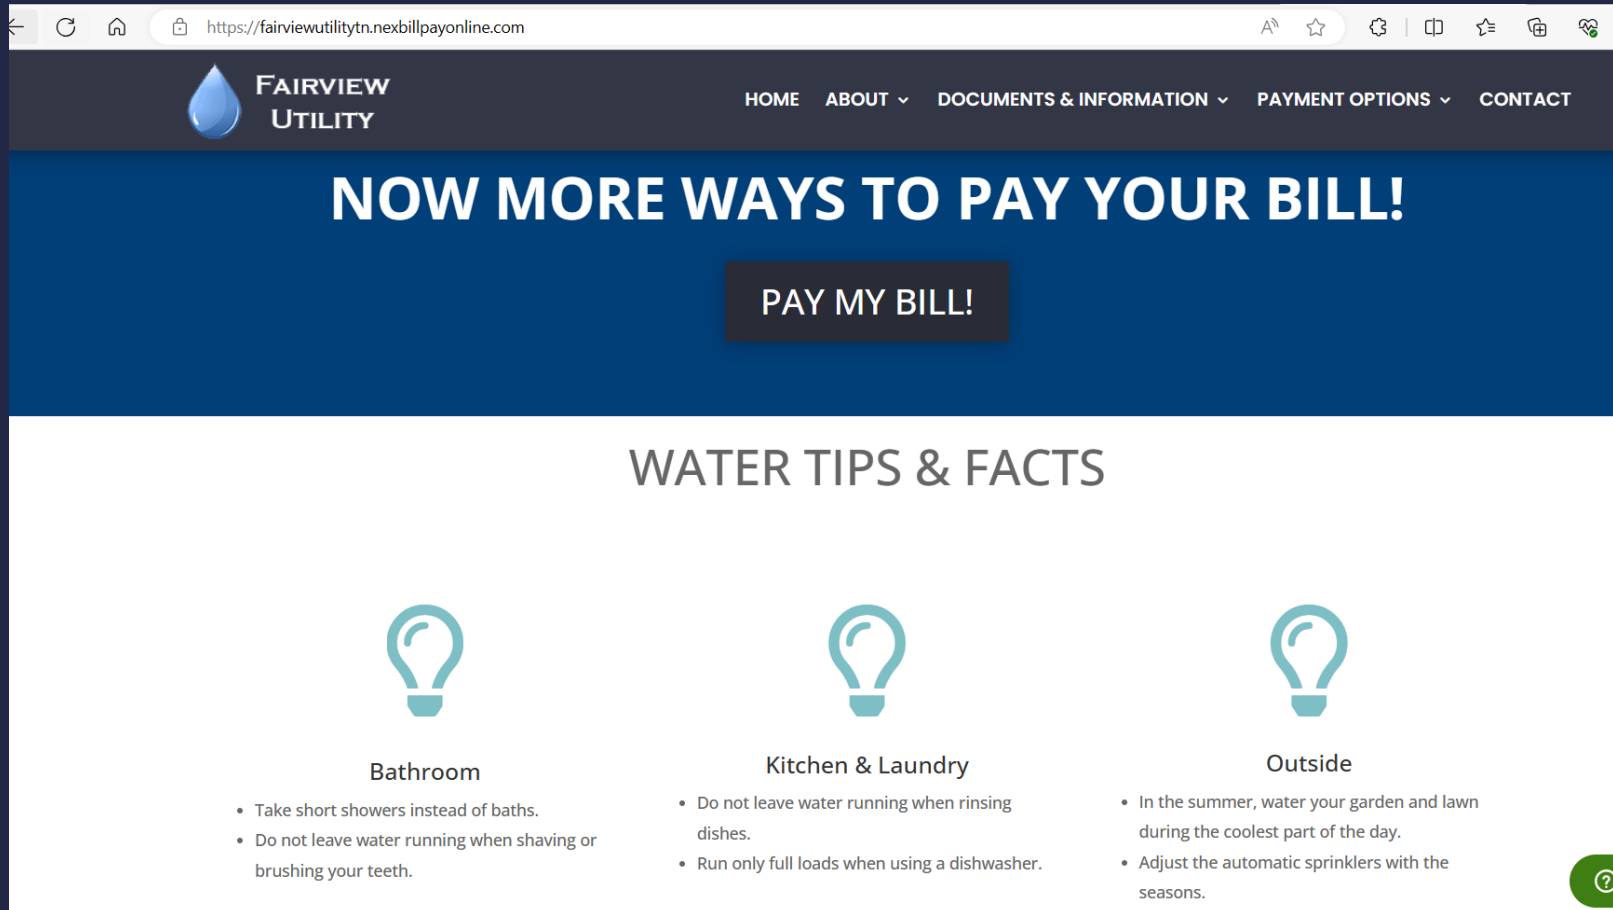 https://fairviewutilitytn.nexbillpayonline.com
FAIRVIEW
UTILITY
HOME ABOUT DOCUMENTS & INFORMATION PAYMENT OPTIONS CONTACT
NOW MORE WAYS TO PAY YOUR BILL!
PAY MY BILL!
WATER TIPS & FACTS
Bathroom
• Take short showers instead of baths.
• Do not leave water running when shaving or
brushing your teeth.
Kitchen & Laundry
• Do not leave water running when rinsing
dishes.
• Run only full loads when using a dishwasher.
Outside
• In the summer, water your garden and lawn
during the coolest part of the day.
• Adjust the automatic sprinklers with the
seasons.